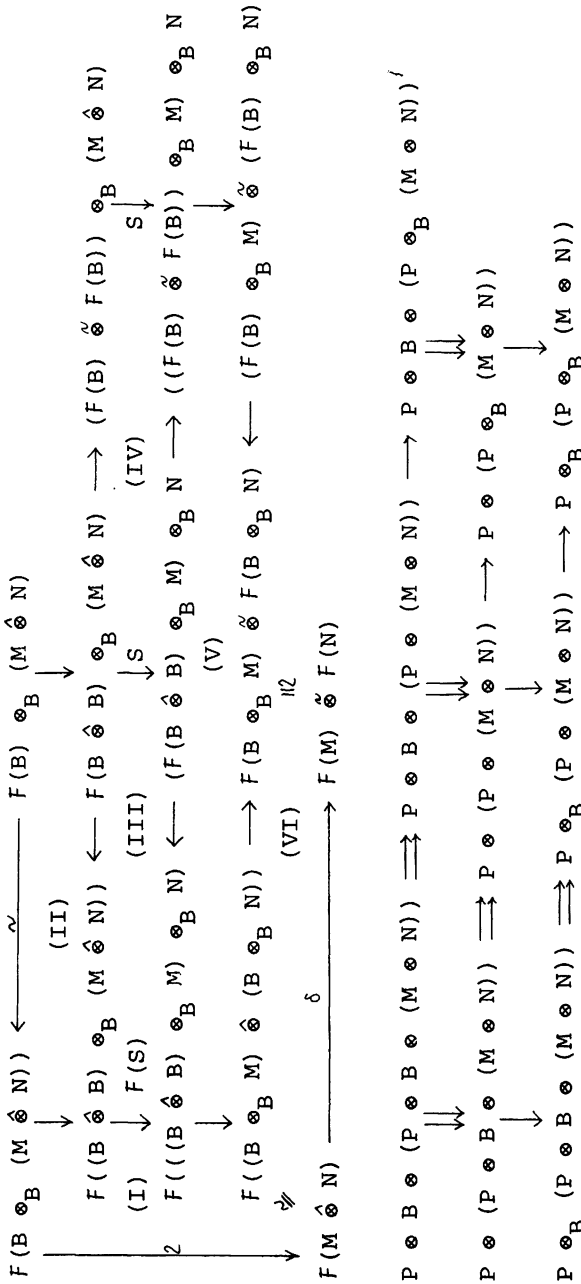 F(B ⊗_B (M ⊗̂ N)) ←~— F(B) ⊗_B (M ⊗̂ N)
(II)
F((B ⊗̂ B) ⊗_B (M ⊗̂ N)) ← F(B ⊗̂ B) ⊗_B (M ⊗̂ N) → (F(B) ⊗̃ F(B)) ⊗_B (M ⊗̂ N)
(I) F(S) (III) S (IV) S
F(((B ⊗̂ B) ⊗_B M) ⊗_B N) ← (F(B ⊗̂ B) ⊗_B M) ⊗_B N → ((F(B) ⊗̃ F(B)) ⊗_B M) ⊗_B N
(V)
F((B ⊗_B M) ⊗̂ (B ⊗_B N)) → F(B ⊗_B M) ⊗̃ F(B ⊗_B N) ← (F(B) ⊗_B M) ⊗̃ (F(B) ⊗_B N)
≀ ≀‖ (VI) ‖≀
F(M ⊗̂ N) —δ→ F(M) ⊗̃ F(N)
P ⊗ B ⊗ (P ⊗ B ⊗ (M ⊗ N)) ⇉ P ⊗ B ⊗ (P ⊗ (M ⊗ N)) → P ⊗ B ⊗ (P ⊗_B (M ⊗ N))
P ⊗ (P ⊗ B ⊗ (M ⊗ N)) ⇉ P ⊗ (P ⊗ (M ⊗ N)) → P ⊗ (P ⊗_B (M ⊗ N))
P ⊗_B (P ⊗ B ⊗ (M ⊗ N)) ⇉ P ⊗_B (P ⊗ (M ⊗ N)) → P ⊗_B (P ⊗_B (M ⊗ N))